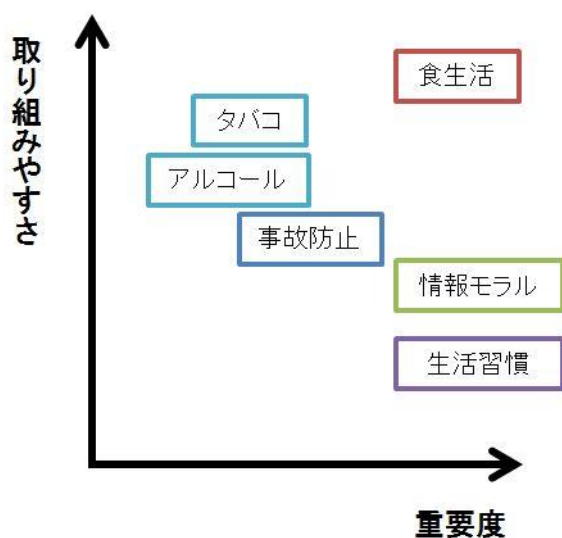 取り組みやすさ
食生活
タバコ
アルコール
事故防止
情報モラル
生活習慣
重要度